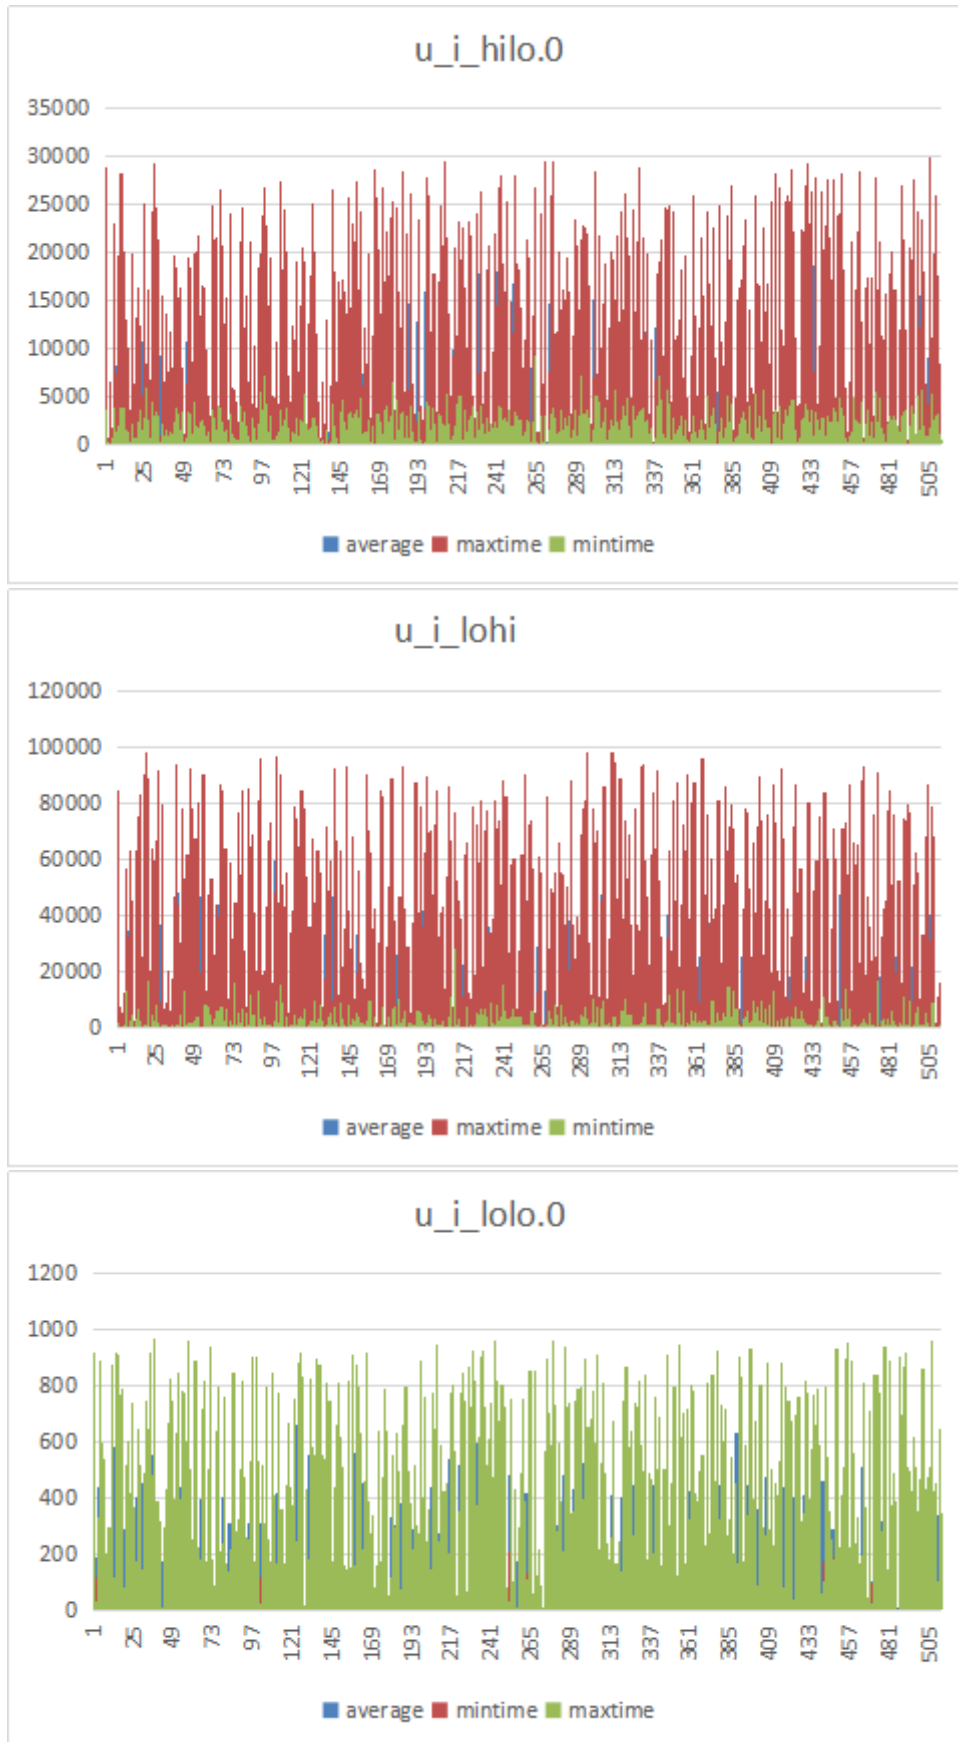 u_i_hilo.0
35000
30000
25000
20000
15000
10000
5000
0
1 25 49 73 97 121 145 169 193 217 241 265 289 313 337 361 385 409 433 457 481 505
average maxtime mintime
u_i_lohi
120000
100000
80000
60000
40000
20000
0
1 25 49 73 97 121 145 169 193 217 241 265 289 313 337 361 385 409 433 457 481 505
average maxtime mintime
u_i_lolo.0
1200
1000
800
600
400
200
0
1 25 49 73 97 121 145 169 193 217 241 265 289 313 337 361 385 409 433 457 481 505
average mintime maxtime